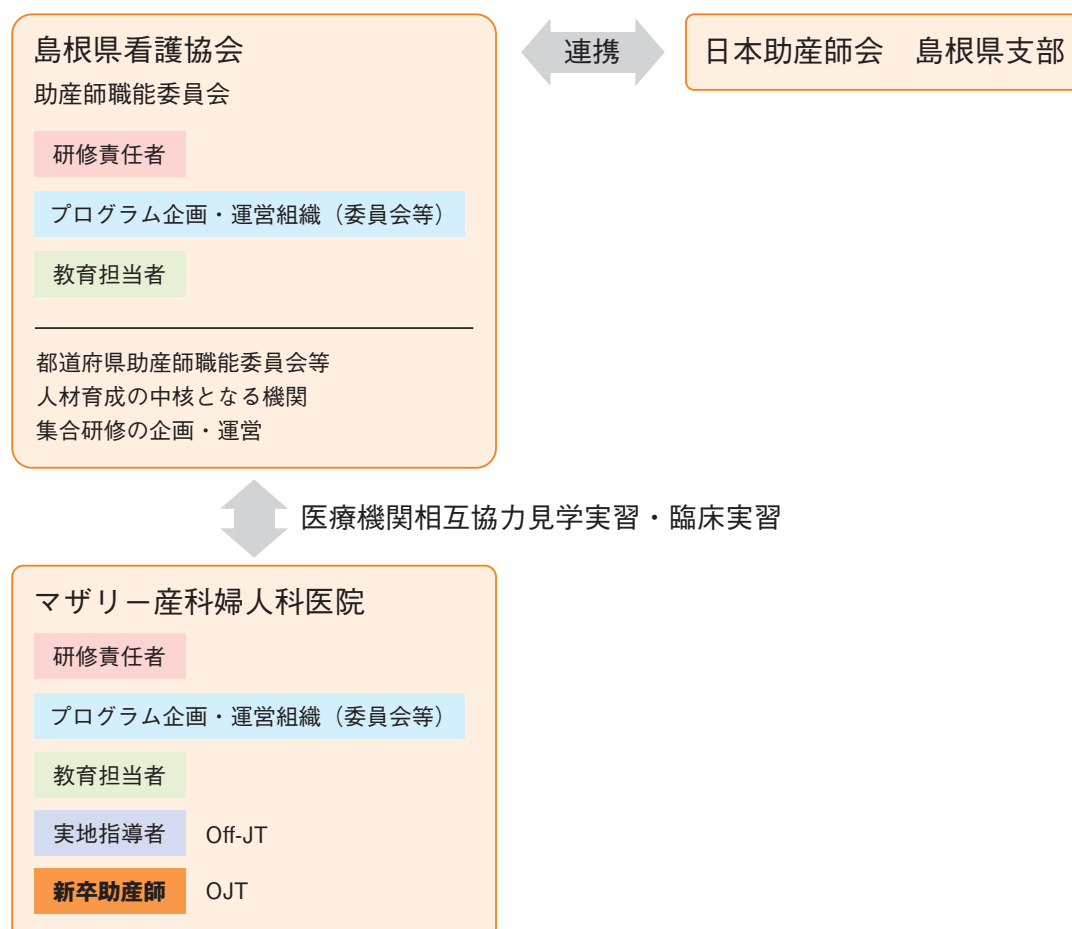 島根県看護協会
助産師職能委員会
研修責任者
プログラム企画・運営組織（委員会等）
教育担当者
都道府県助産師職能委員会等
人材育成の中核となる機関
集合研修の企画・運営
連携
日本助産師会　島根県支部
医療機関相互協力見学実習・臨床実習
マザリー産科婦人科医院
研修責任者
プログラム企画・運営組織（委員会等）
教育担当者
実地指導者 Off-JT
新卒助産師 OJT